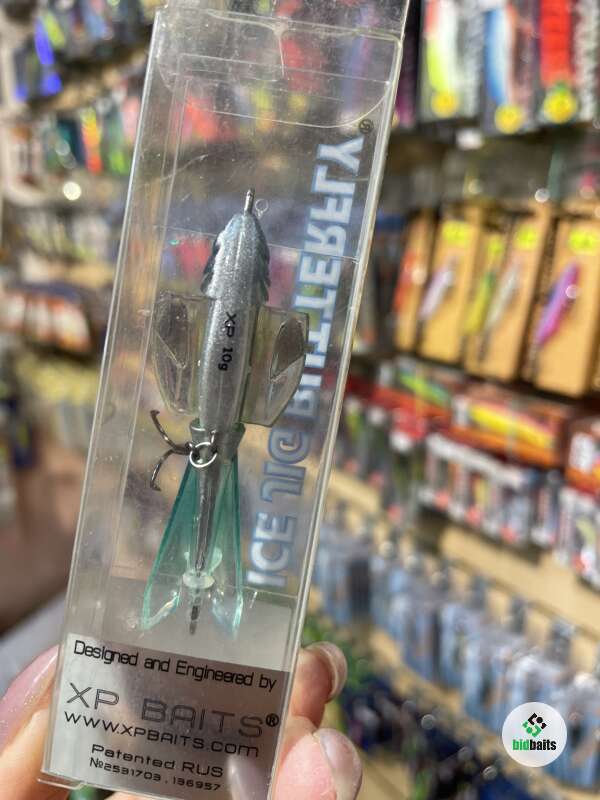 ICE JIG BUTTERFLY®
XP 10g
Designed and Engineered by
XP BAITS®
www.XPBAITS.com
Patented RUS
№2531703 , 136957
bidbaits